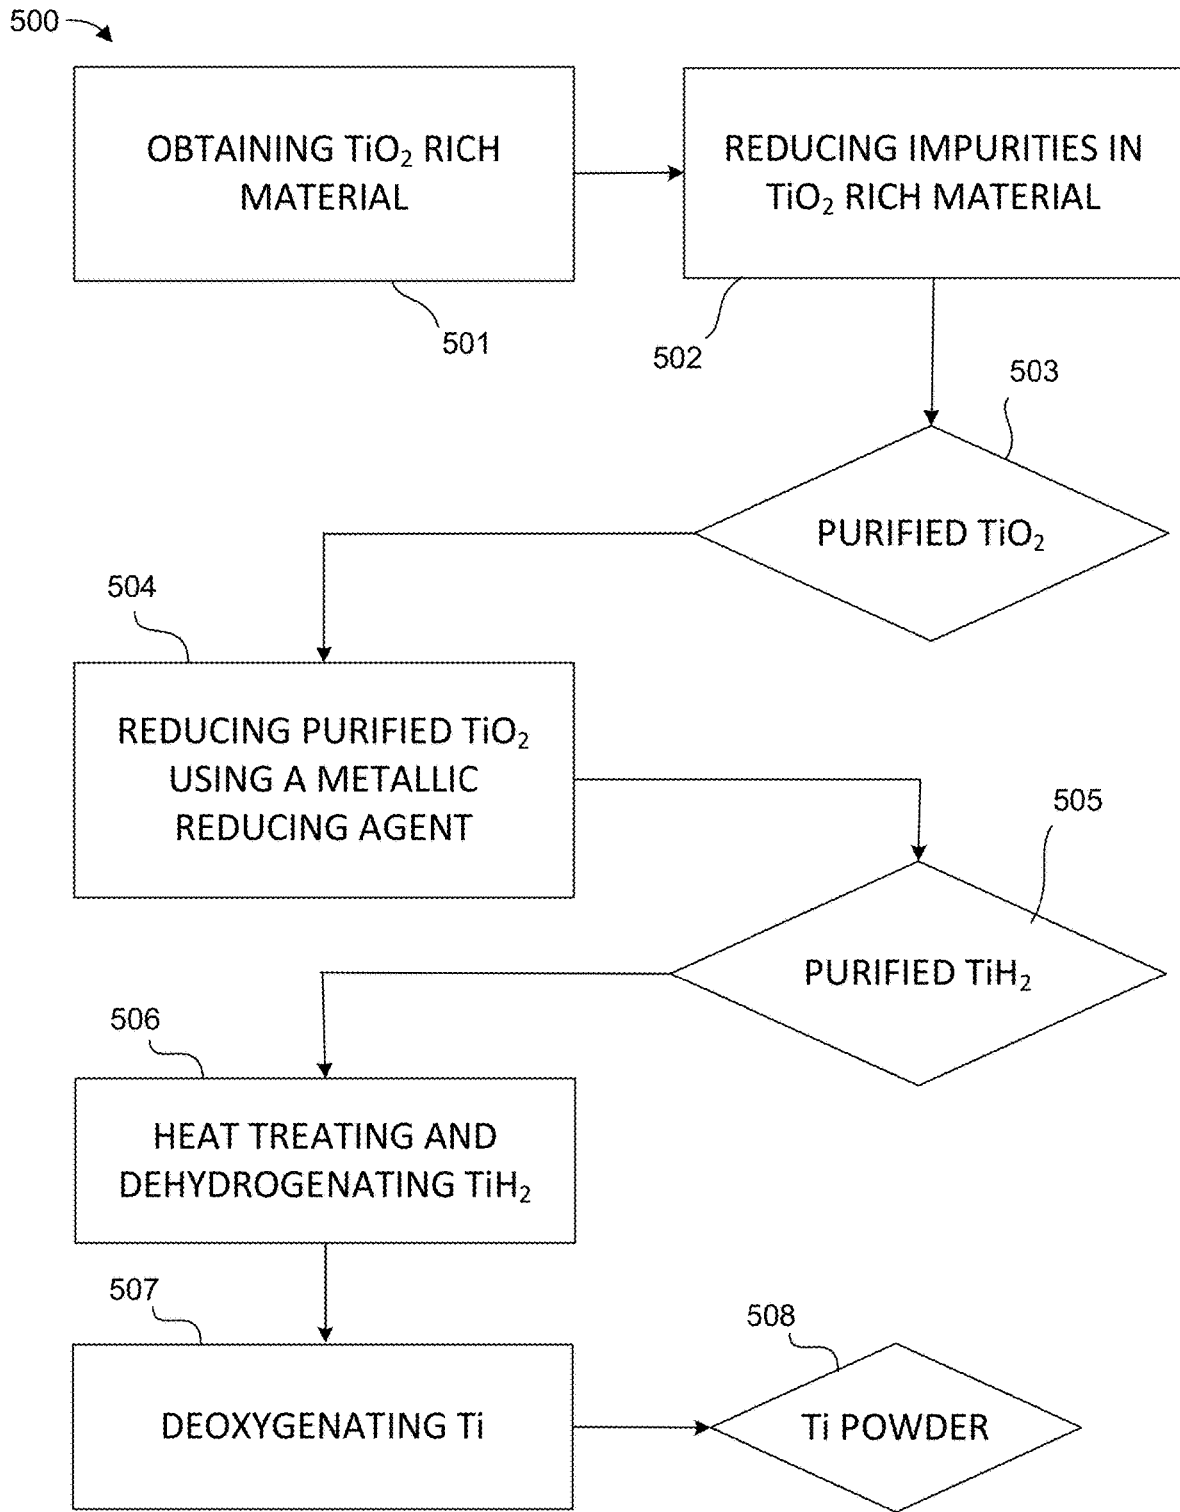 500
OBTAINING TiO₂ RICH
MATERIAL
501
REDUCING IMPURITIES IN
TiO₂ RICH MATERIAL
502
503
PURIFIED TiO₂
504
REDUCING PURIFIED TiO₂
USING A METALLIC
REDUCING AGENT
505
PURIFIED TiH₂
506
HEAT TREATING AND
DEHYDROGENATING TiH₂
507
DEOXYGENATING Ti
508
Ti POWDER